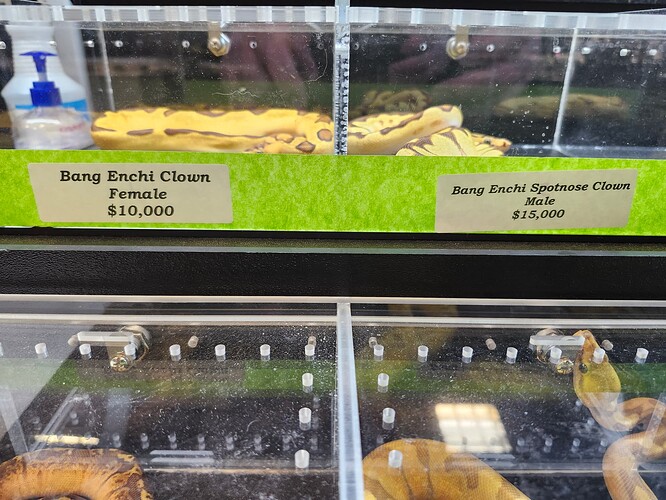 Bang Enchi Clown
Female
$10,000
Bang Enchi Spotnose Clown
Male
$15,000